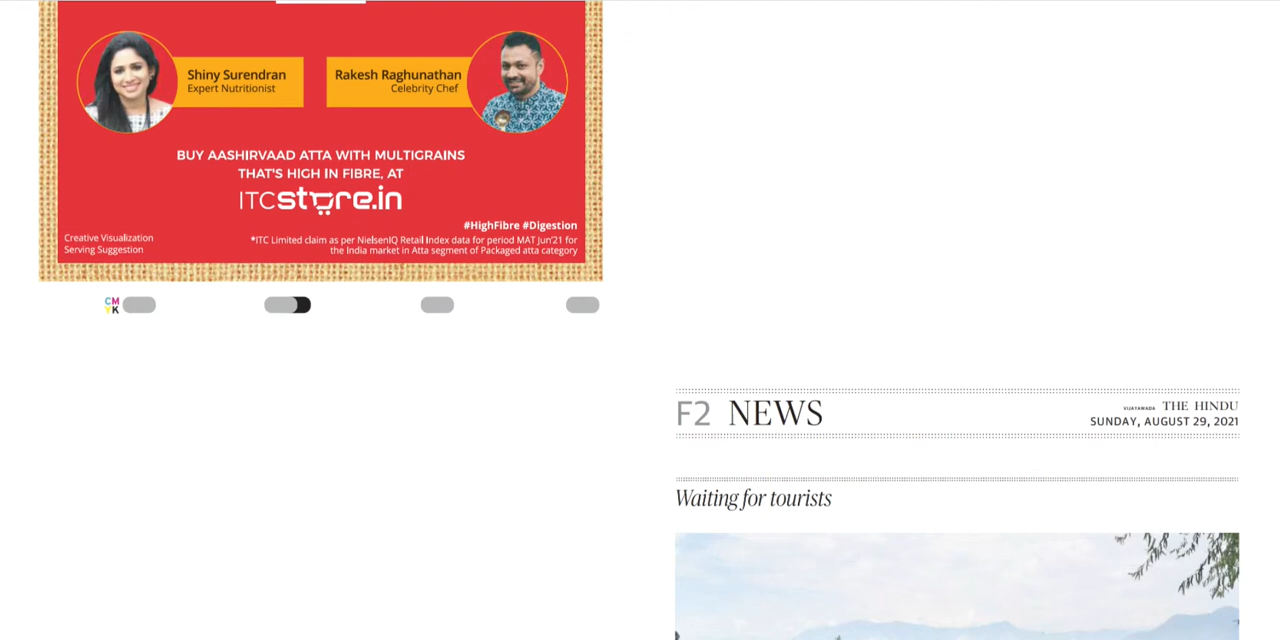 Shiny Surendran
Expert Nutritionist
Rakesh Raghunathan
Celebrity Chef
BUY AASHIRVAAD ATTA WITH MULTIGRAINS
THAT'S HIGH IN FIBRE, AT
ITCstore.in
#HighFibre #Digestion
Creative Visualization
Serving Suggestion
*ITC Limited claim as per NielsenIQ Retail Index data for period MAT Jun'21 for
the India market in Atta segment of Packaged atta category
CM
YK
F2 NEWS
VIJAYAWADA THE HINDU
SUNDAY, AUGUST 29, 2021
Waiting for tourists